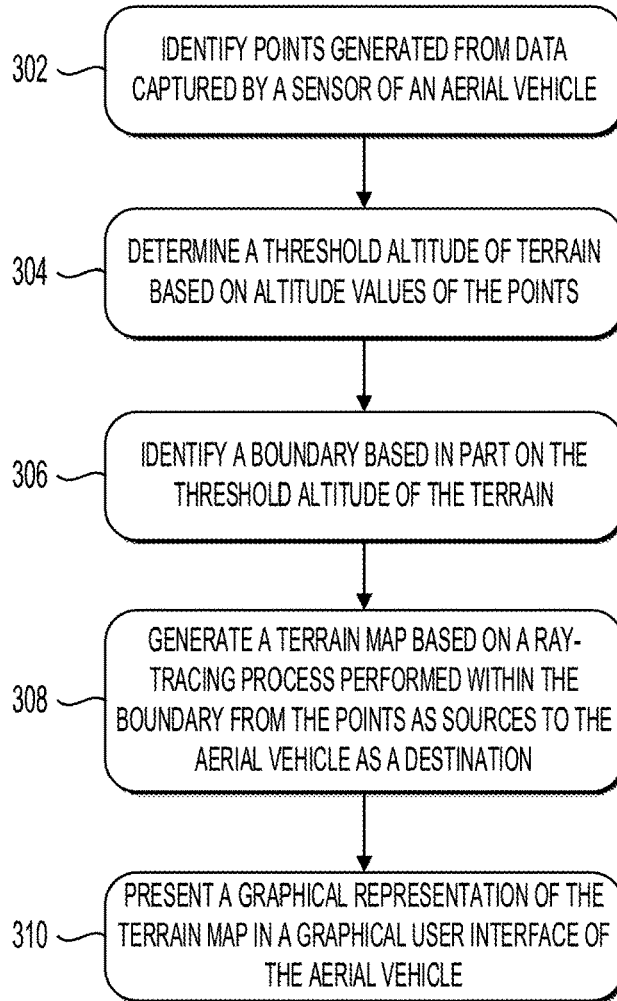 302
IDENTIFY POINTS GENERATED FROM DATA
CAPTURED BY A SENSOR OF AN AERIAL VEHICLE
304
DETERMINE A THRESHOLD ALTITUDE OF TERRAIN
BASED ON ALTITUDE VALUES OF THE POINTS
306
IDENTIFY A BOUNDARY BASED IN PART ON THE
THRESHOLD ALTITUDE OF THE TERRAIN
308
GENERATE A TERRAIN MAP BASED ON A RAY-
TRACING PROCESS PERFORMED WITHIN THE
BOUNDARY FROM THE POINTS AS SOURCES TO THE
AERIAL VEHICLE AS A DESTINATION
310
PRESENT A GRAPHICAL REPRESENTATION OF THE
TERRAIN MAP IN A GRAPHICAL USER INTERFACE OF
THE AERIAL VEHICLE